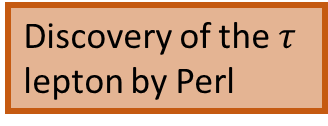 Discovery of the τ
lepton by Perl